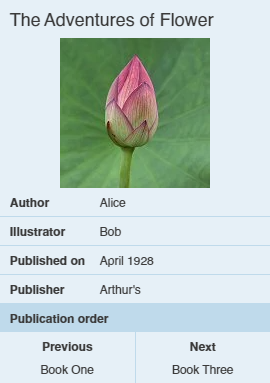 The Adventures of Flower
Author Alice
Illustrator Bob
Published on April 1928
Publisher Arthur's
Publication order
Previous Next
Book One Book Three